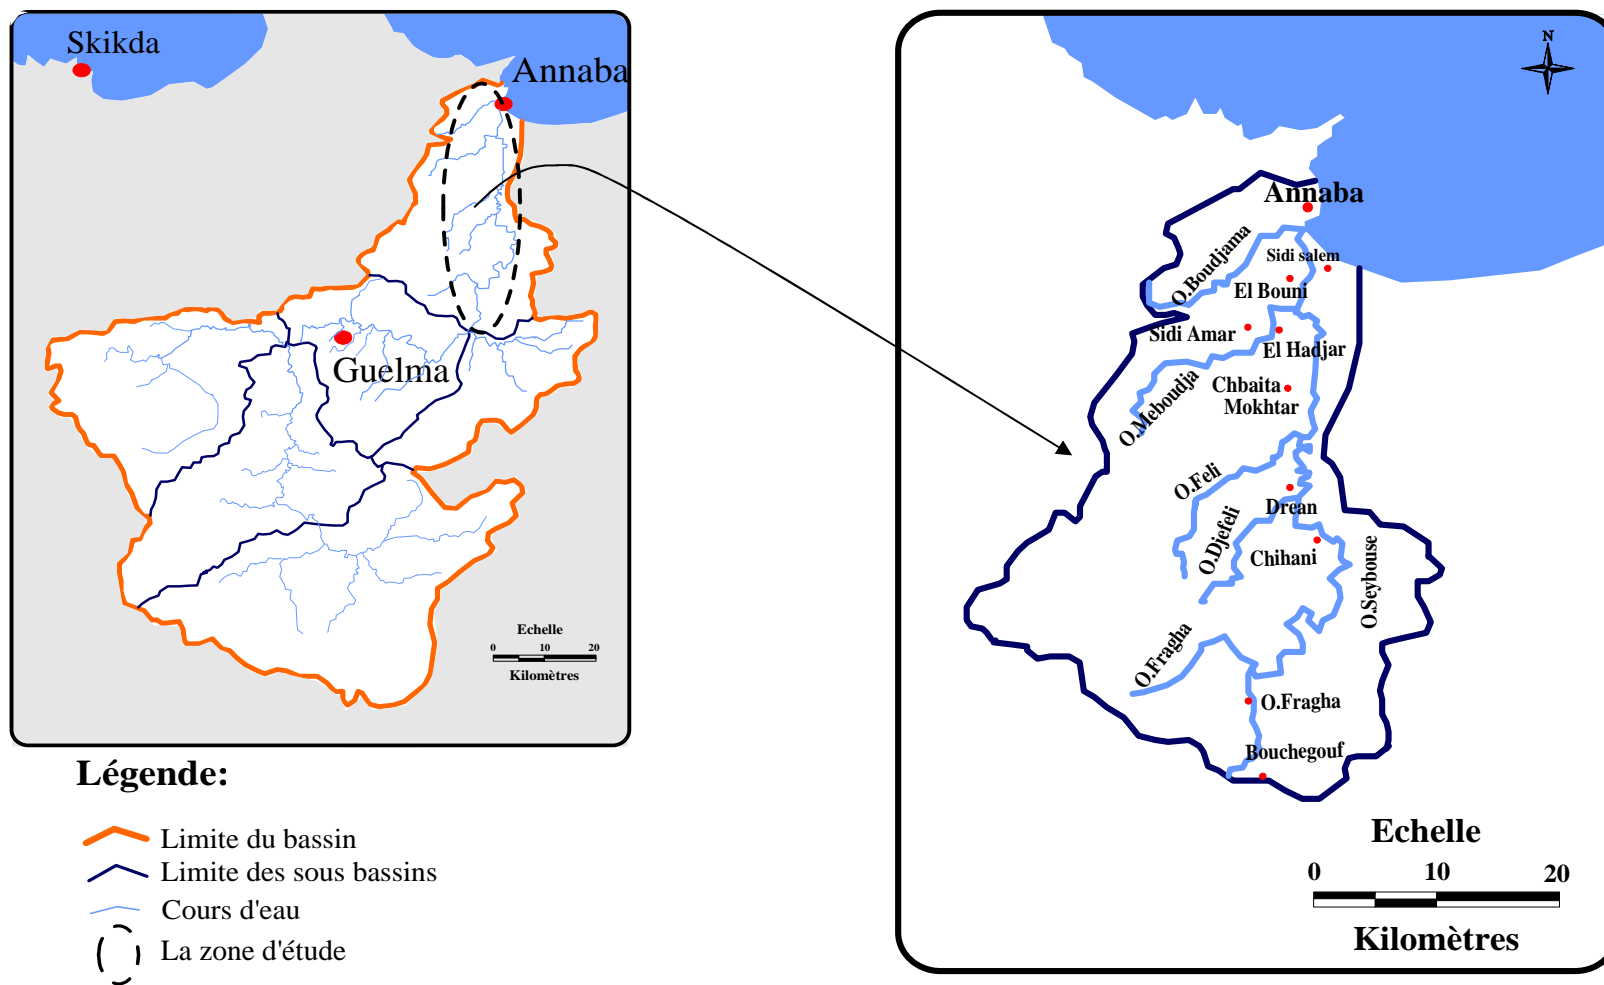 Skikda
Annaba
Guelma
Echelle
0 10 20
Kilomètres
Légende:
Limite du bassin
Limite des sous bassins
Cours d'eau
La zone d'étude
N
Annaba
O.Boudjama
Sidi salem
El Bouni
Sidi Amar
El Hadjar
O.Meboudja
Chbaita
Mokhtar
O.Feli
Drean
O.Djefeli
Chihani
O.Seybouse
O.Fragha
O.Fragha
Bouchegouf
Echelle
0 10 20
Kilomètres